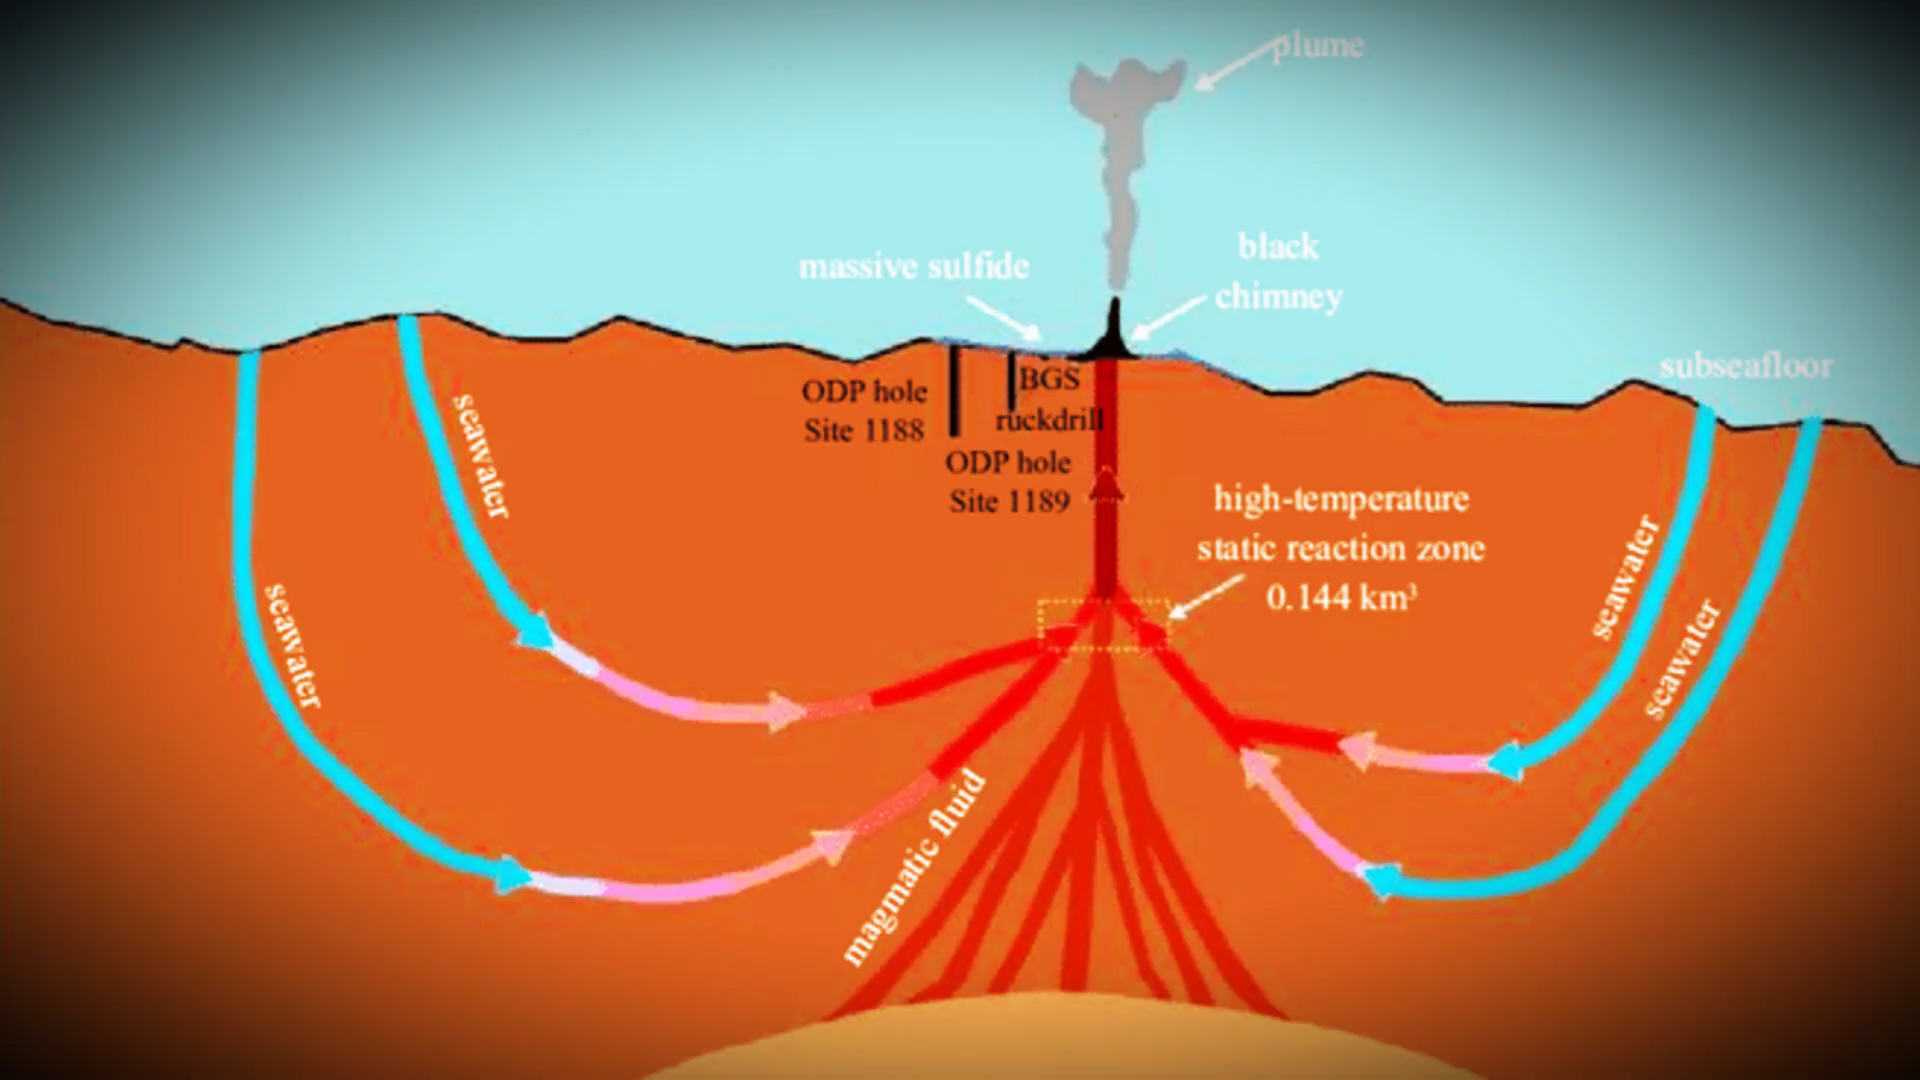 plume
massive sulfide
black
chimney
subseafloor
ODP hole
Site 1188
BGS
ruckdrill
ODP hole
Site 1189
high-temperature
static reaction zone
0.144 km³
seawater
seawater
seawater
seawater
magmatic fluid